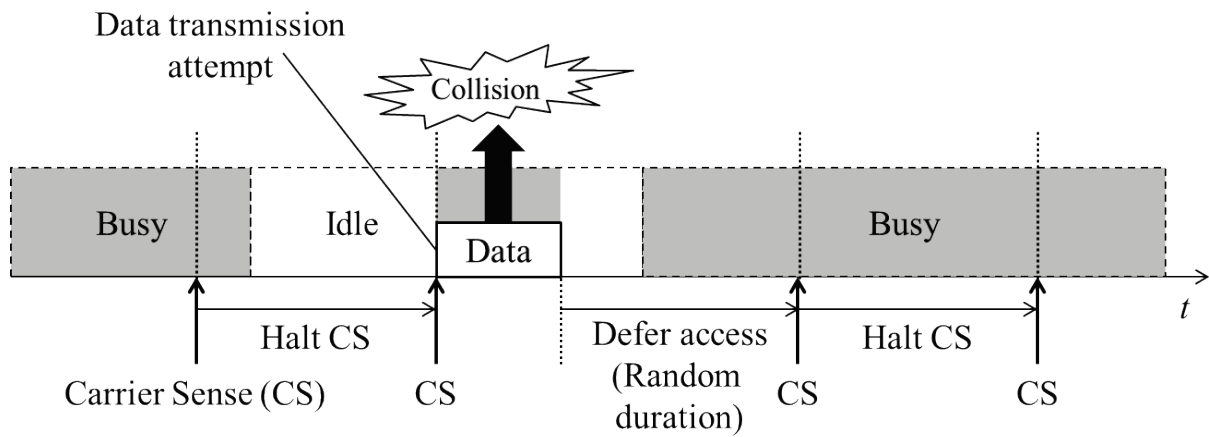 Data transmission
attempt
Collision
Busy
Idle
Data
Busy
t
Halt CS
Defer access
(Random
duration)
Halt CS
Carrier Sense (CS)
CS
CS
CS